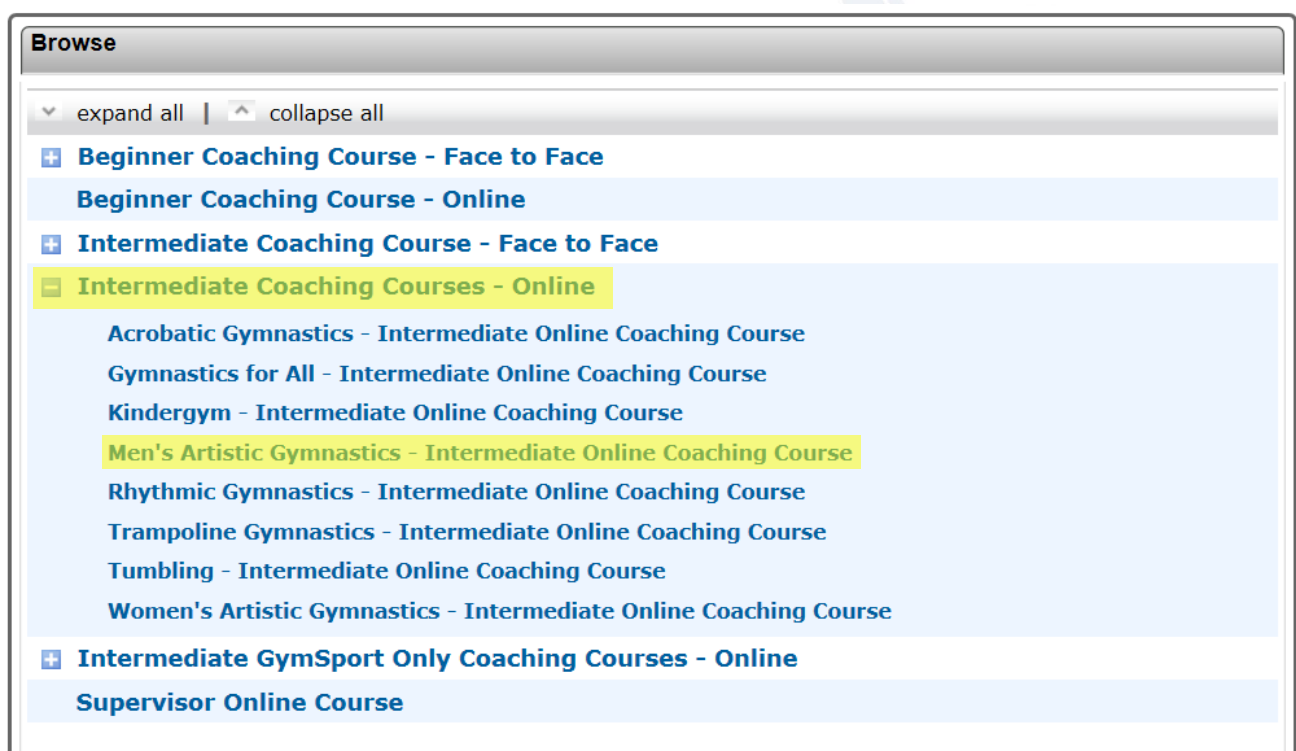 Browse
expand all | collapse all
Beginner Coaching Course - Face to Face
Beginner Coaching Course - Online
Intermediate Coaching Course - Face to Face
Intermediate Coaching Courses - Online
Acrobatic Gymnastics - Intermediate Online Coaching Course
Gymnastics for All - Intermediate Online Coaching Course
Kindergym - Intermediate Online Coaching Course
Men's Artistic Gymnastics - Intermediate Online Coaching Course
Rhythmic Gymnastics - Intermediate Online Coaching Course
Trampoline Gymnastics - Intermediate Online Coaching Course
Tumbling - Intermediate Online Coaching Course
Women's Artistic Gymnastics - Intermediate Online Coaching Course
Intermediate GymSport Only Coaching Courses - Online
Supervisor Online Course